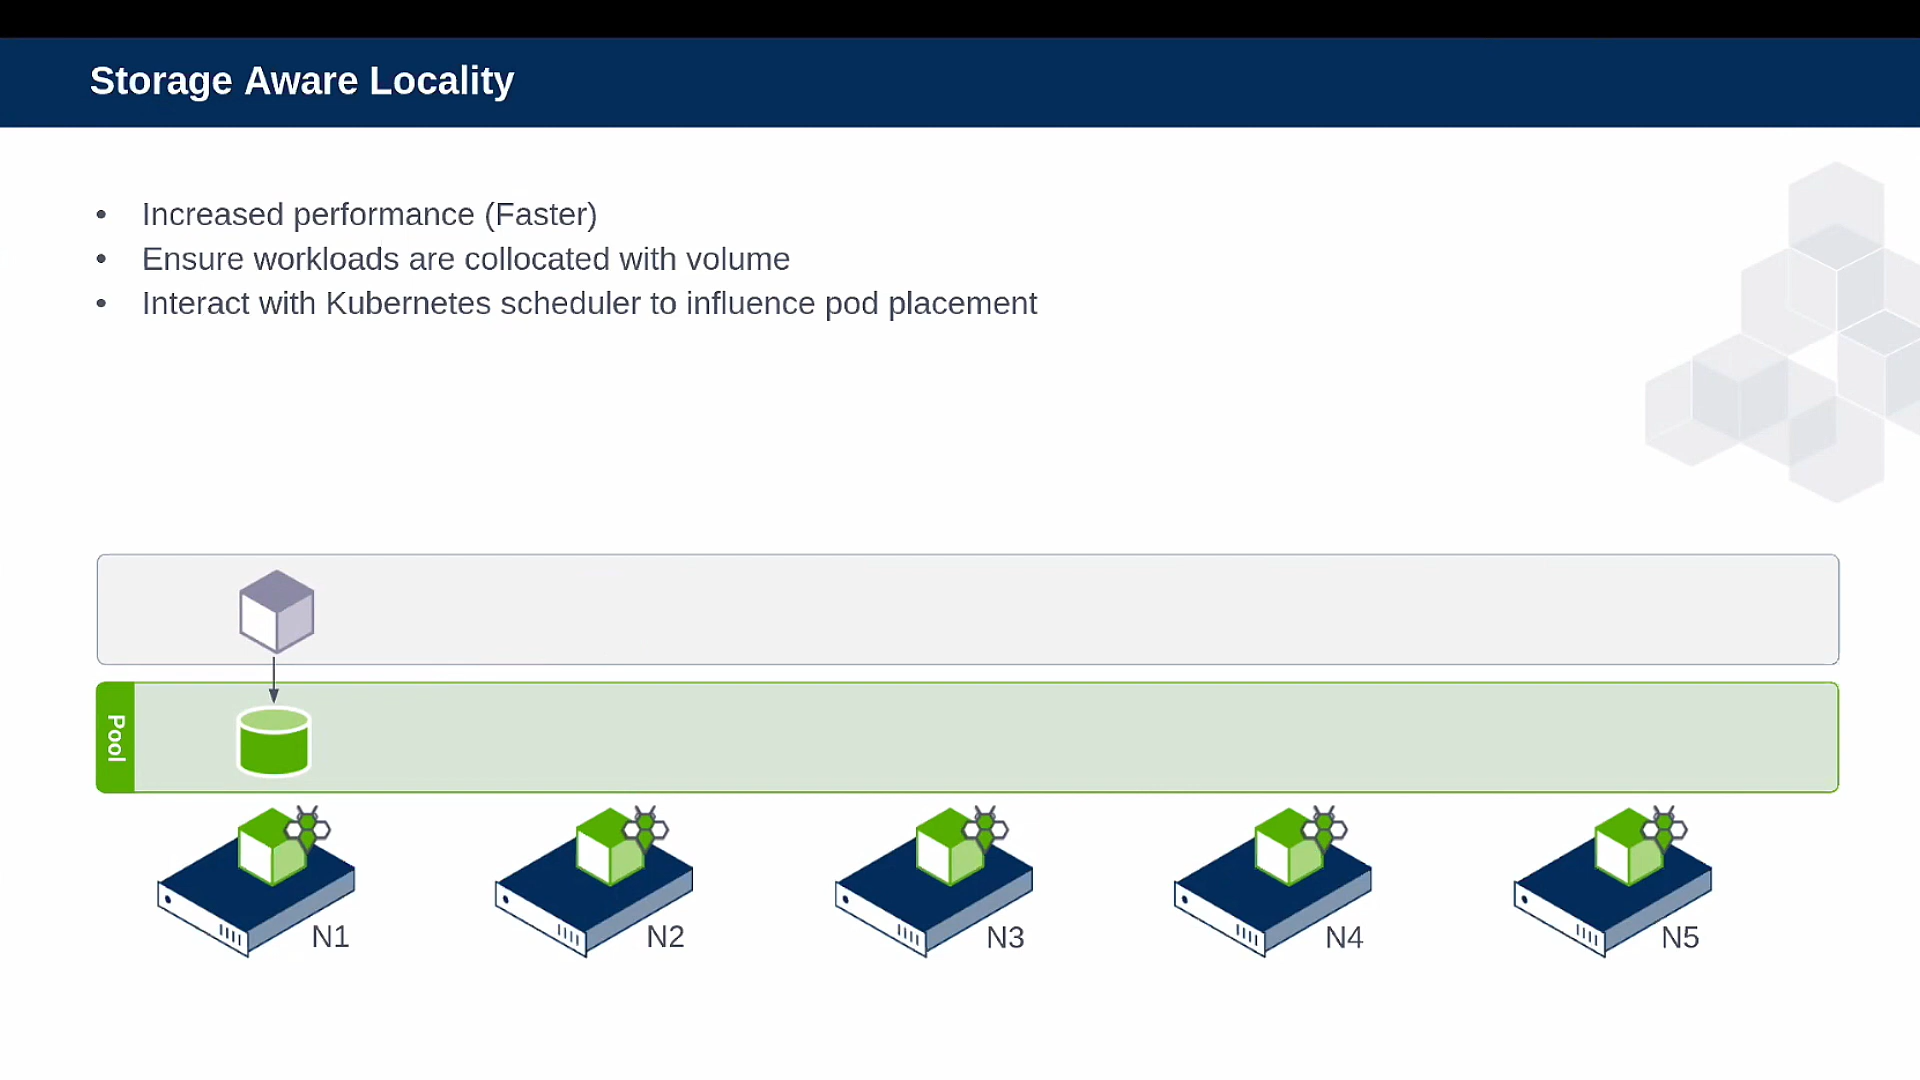 Storage Aware Locality
• Increased performance (Faster)
• Ensure workloads are collocated with volume
• Interact with Kubernetes scheduler to influence pod placement
Pool
N1
N2
N3
N4
N5